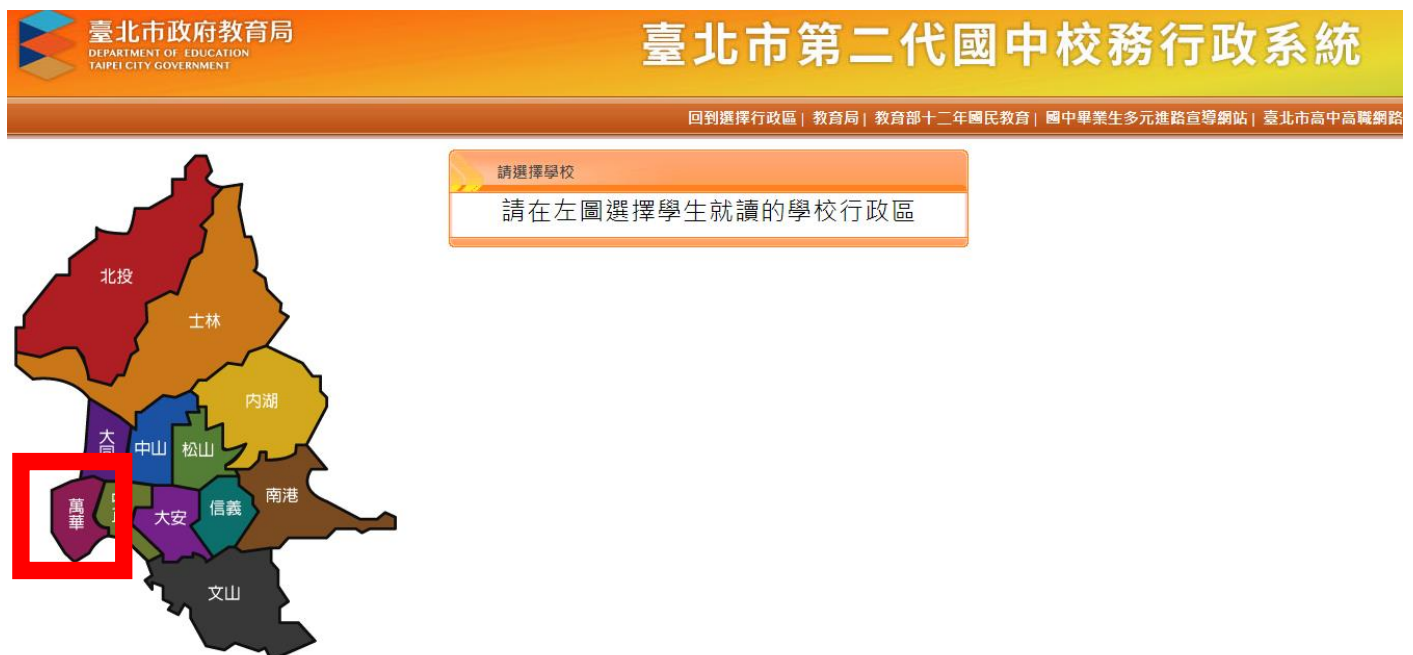 臺北市政府教育局
DEPARTMENT OF EDUCATION
TAIPEI CITY GOVERNMENT
臺北市第二代國中校務行政系統
回到選擇行政區 | 教育局 | 教育部十二年國民教育 | 國中畢業生多元進路宣導網站 | 臺北市高中高職網路
請選擇學校
請在左圖選擇學生就讀的學校行政區
北投
士林
內湖
大
中山
松山
萬華
大安
信義
南港
文山